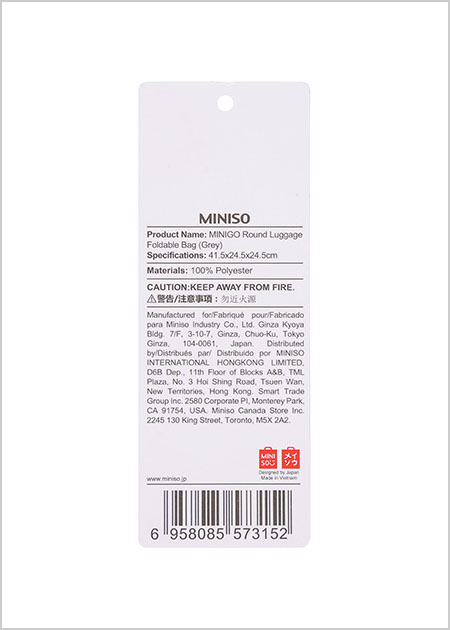 MINISO
Product Name: MINIGO Round Luggage
Foldable Bag (Grey)
Specifications: 41.5x24.5x24.5cm
Materials: 100% Polyester
CAUTION:KEEP AWAY FROM FIRE.
⚠警告/注意事項：勿近火源
Manufactured for/Fabriqué pour/Fabricado
para Miniso Industry Co., Ltd. Ginza Kyoya
Bldg. 7/F, 3-10-7, Ginza, Chuo-Ku, Tokyo
Ginza, 104-0061, Japan. Distributed
by/Distribués par/ Distribuido por MINISO
INTERNATIONAL HONGKONG LIMITED,
D6B Dep., 11th Floor of Blocks A&B, TML
Plaza, No. 3 Hoi Shing Road, Tsuen Wan,
New Territories, Hong Kong. Smart Trade
Group Inc. 2580 Corporate Pl, Monterey Park,
CA 91754, USA. Miniso Canada Store Inc.
2245 130 King Street, Toronto, M5X 2A2.
MINI
SO
メイ
ソウ
Designed by Japan
Made in Vietnam
www.miniso.jp
6 958085 573152